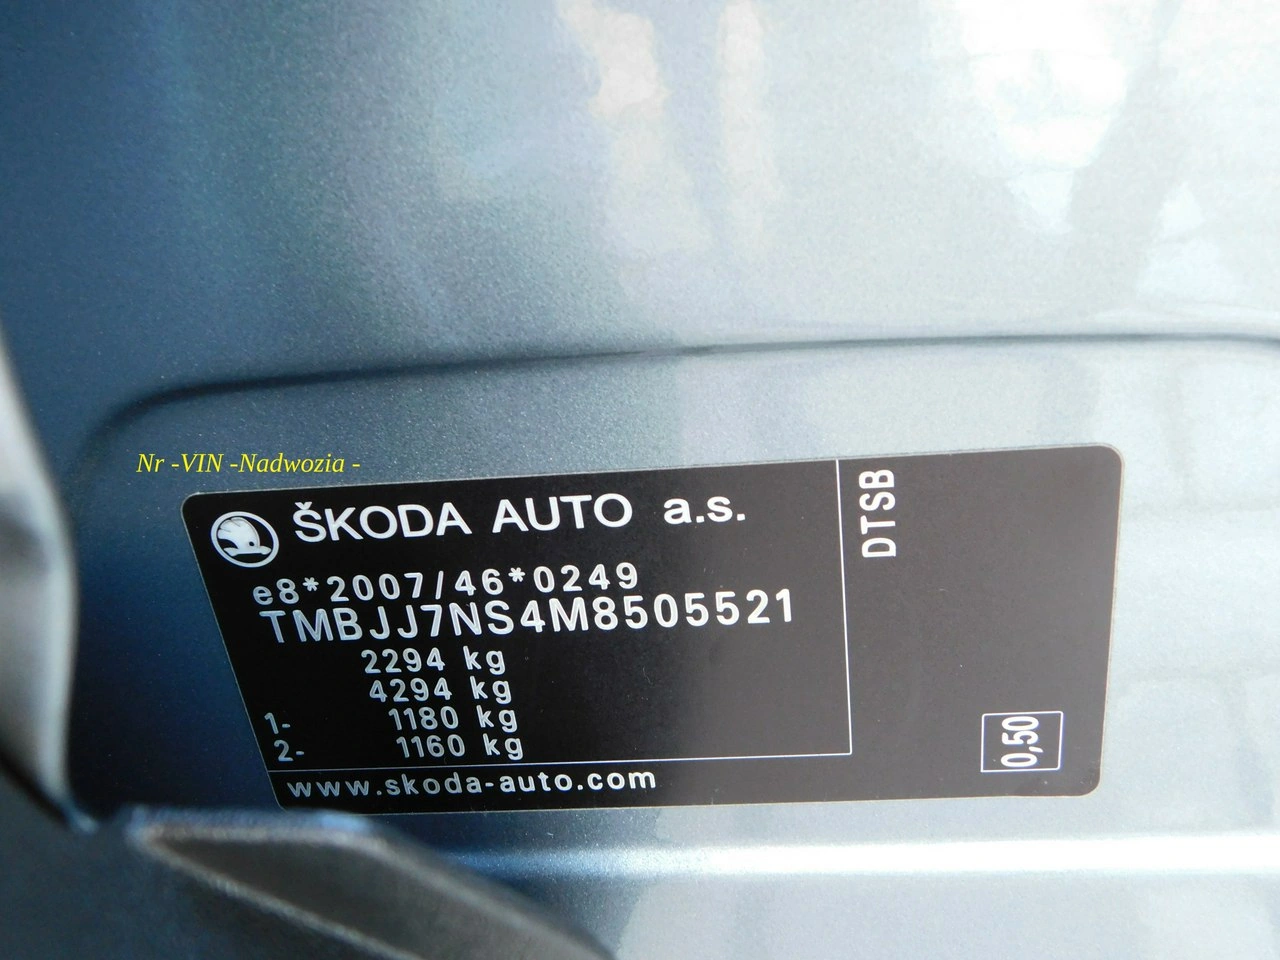 Nr -VIN -Nadwozia -
ŠKODA AUTO a.s.
e8*2007/46*0249
TMBJJ7NS4M8505521
2294 kg
4294 kg
1- 1180 kg
2- 1160 kg
www.skoda-auto.com
DTSB
0,50